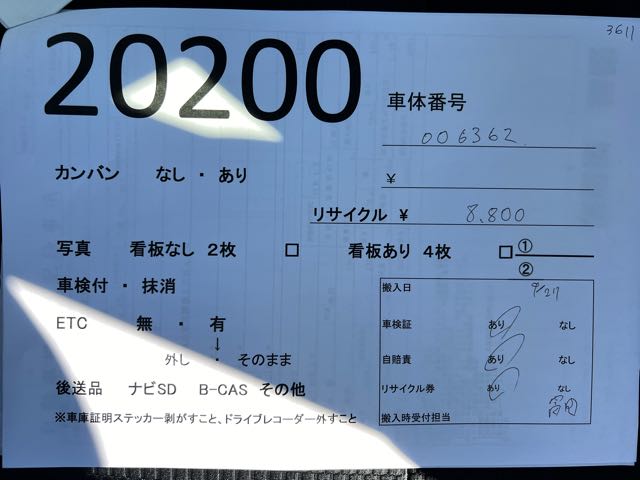 3611
20200
車体番号
006362
カンバン なし ・ あり
¥
リサイクル ¥ 8,800
写真 看板なし 2枚 □ 看板あり 4枚 □ ①
②
車検付 ・ 抹消
搬入日 9/27
ETC 無 ・ 有
車検証 あり なし
↓
外し ・ そのまま
自賠責 あり なし
後送品 ナビSD B-CAS その他
リサイクル券 あり なし
※車庫証明ステッカー剥がすこと、ドライブレコーダー外すこと
搬入時受付担当